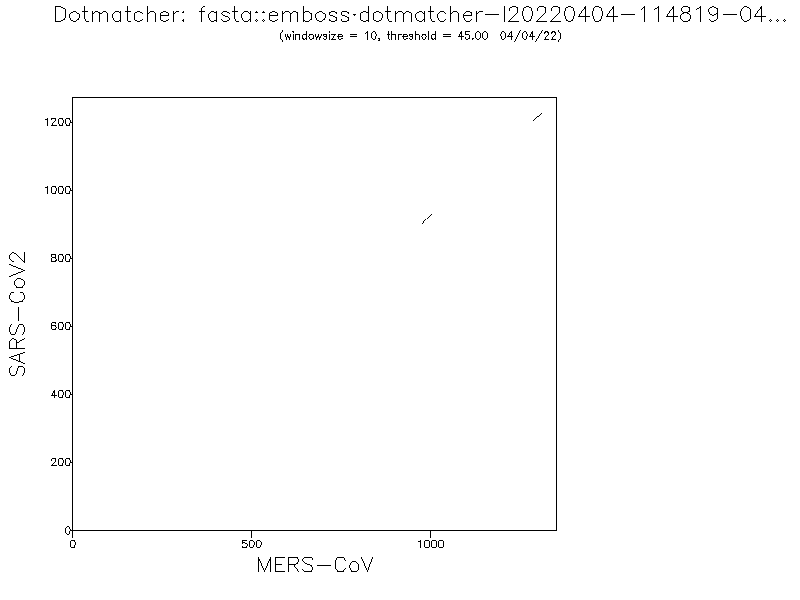 Dotmatcher: fasta::emboss-dotmatcher-I20220404-114819-04...
(windowsize = 10, threshold = 45.00 04/04/22)
1200
1000
800
600
400
200
0
SARS-CoV2
0 500 1000
MERS-CoV